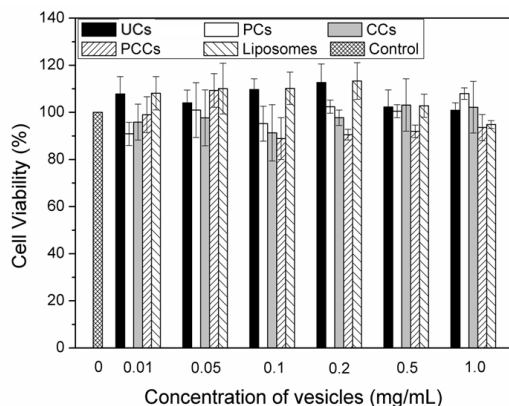 140
UCs PCs CCs
PCCs Liposomes Control
120
100
80
60
40
20
0
Cell Viability (%)
0 0.01 0.05 0.1 0.2 0.5 1.0
Concentration of vesicles (mg/mL)